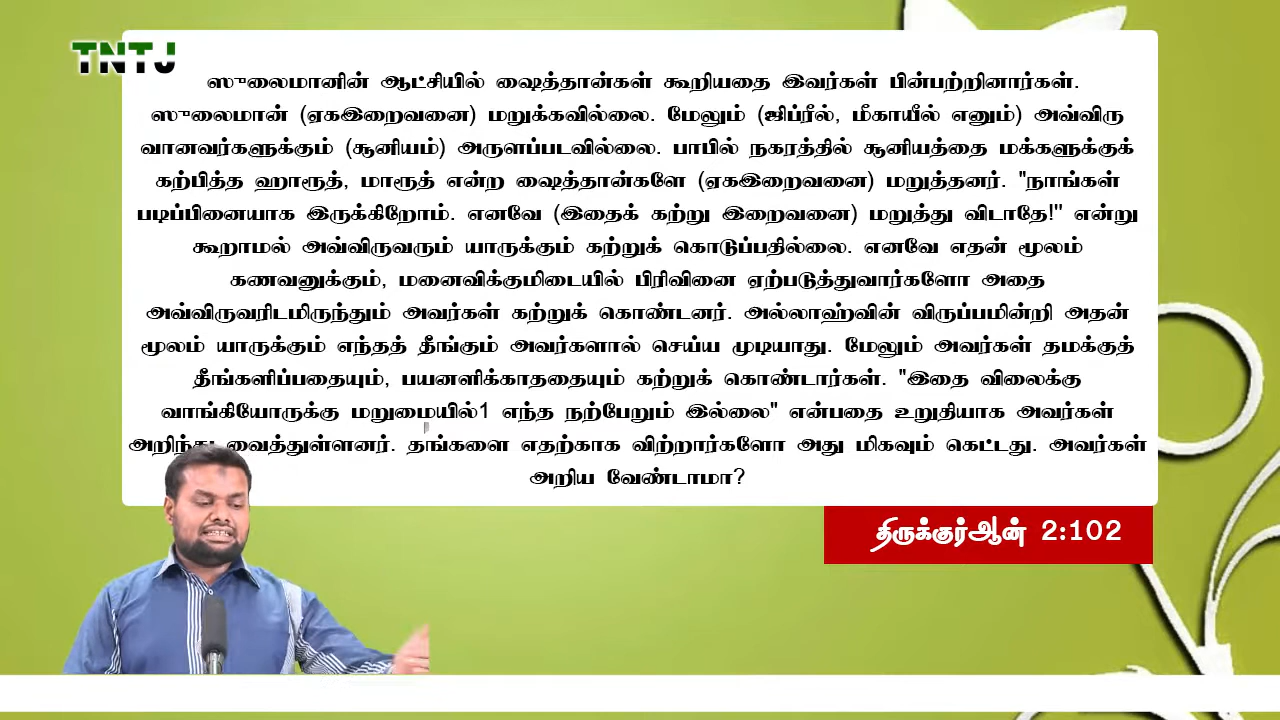 TNTJ
ஸுலைமானின் ஆட்சியில் ஷைத்தான்கள் கூறியதை இவர்கள் பின்பற்றினார்கள்.
ஸுலைமான் (ஏகஇறைவனை) மறுக்கவில்லை. மேலும் (ஜிப்ரீல், மீகாயீல் எனும்) அவ்விரு
வானவர்களுக்கும் (சூனியம்) அருளப்படவில்லை. பாபில் நகரத்தில் சூனியத்தை மக்களுக்குக்
கற்பித்த ஹாரூத், மாரூத் என்ற ஷைத்தான்களே (ஏகஇறைவனை) மறுத்தனர். "நாங்கள்
படிப்பினையாக இருக்கிறோம். எனவே (இதைக் கற்று இறைவனை) மறுத்து விடாதே!" என்று
கூறாமல் அவ்விருவரும் யாருக்கும் கற்றுக் கொடுப்பதில்லை. எனவே எதன் மூலம்
கணவனுக்கும், மனைவிக்குமிடையில் பிரிவினை ஏற்படுத்துவார்களோ அதை
அவ்விருவரிடமிருந்தும் அவர்கள் கற்றுக் கொண்டனர். அல்லாஹ்வின் விருப்பமின்றி அதன்
மூலம் யாருக்கும் எந்தத் தீங்கும் அவர்களால் செய்ய முடியாது. மேலும் அவர்கள் தமக்குத்
தீங்களிப்பதையும், பயனளிக்காததையும் கற்றுக் கொண்டார்கள். "இதை விலைக்கு
வாங்கியோருக்கு மறுமையில்1 எந்த நற்பேறும் இல்லை" என்பதை உறுதியாக அவர்கள்
அறிந்து வைத்துள்ளனர். தங்களை எதற்காக விற்றார்களோ அது மிகவும் கெட்டது. அவர்கள்
அறிய வேண்டாமா?
திருக்குர்ஆன் 2:102